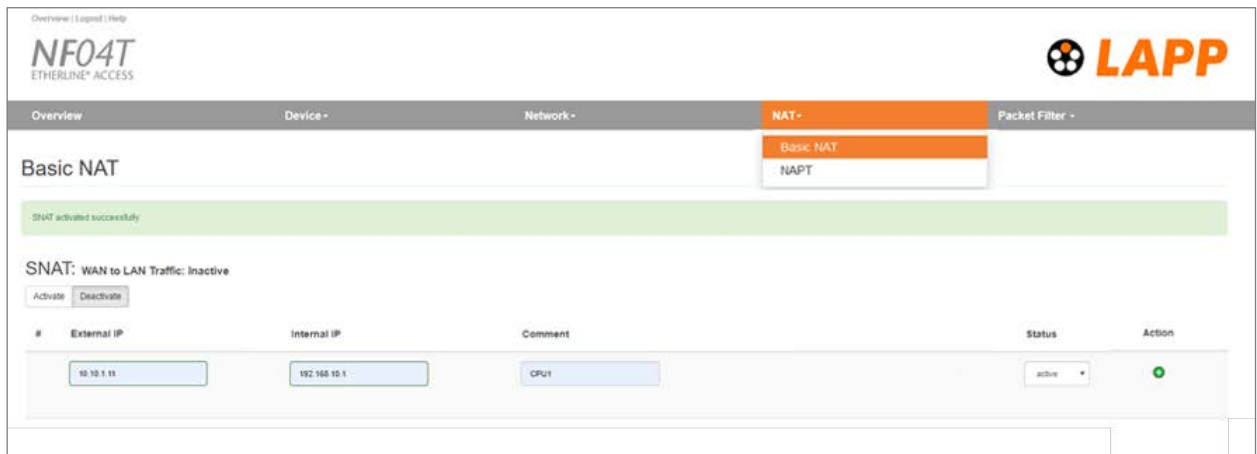 Overview | Logout | Help
NF04T
ETHERLINE® ACCESS
LAPP
Overview Device Network NAT Packet Filter
Basic NAT
NAPT
Basic NAT
SNAT activated successfully
SNAT: WAN to LAN Traffic: Inactive
Activate Deactivate
# External IP Internal IP Comment Status Action
10.10.1.11 192.168.10.1 CPU1 active